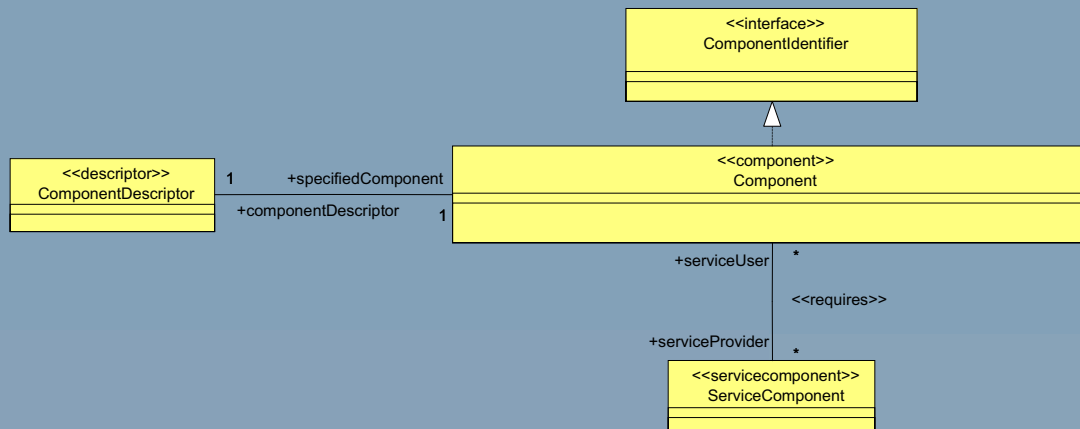 <<interface>>
ComponentIdentifier
<<descriptor>>
ComponentDescriptor
1
+specifiedComponent
+componentDescriptor
1
<<component>>
Component
+serviceUser
*
<<requires>>
+serviceProvider
*
<<servicecomponent>>
ServiceComponent